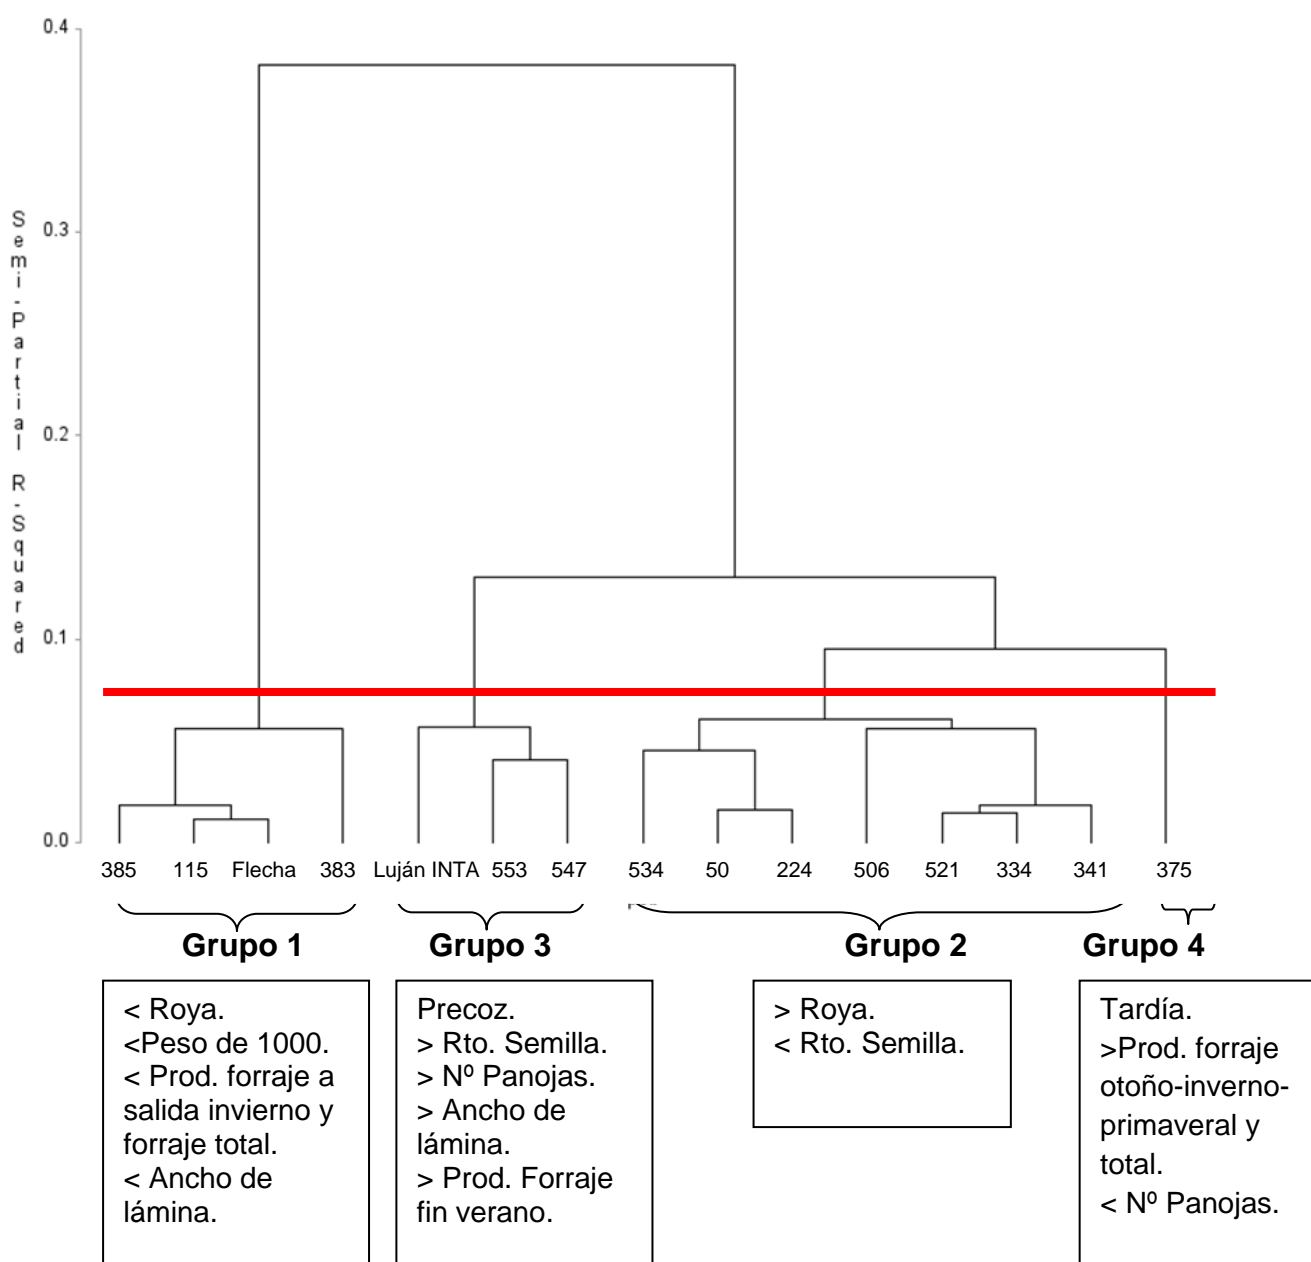 0.4
0.3
0.2
0.1
0.0
Semi-Partial R-Squared
385 115 Flecha 383 Luján INTA 553 547 534 50 224 506 521 334 341 375
Grupo 1 Grupo 3 Grupo 2 Grupo 4
< Roya.
<Peso de 1000.
< Prod. forraje a
salida invierno y
forraje total.
< Ancho de
lámina.
Precoz.
> Rto. Semilla.
> Nº Panojas.
> Ancho de
lámina.
> Prod. Forraje
fin verano.
> Roya.
< Rto. Semilla.
Tardía.
>Prod. forraje
otoño-inverno-
primaveral y
total.
< Nº Panojas.